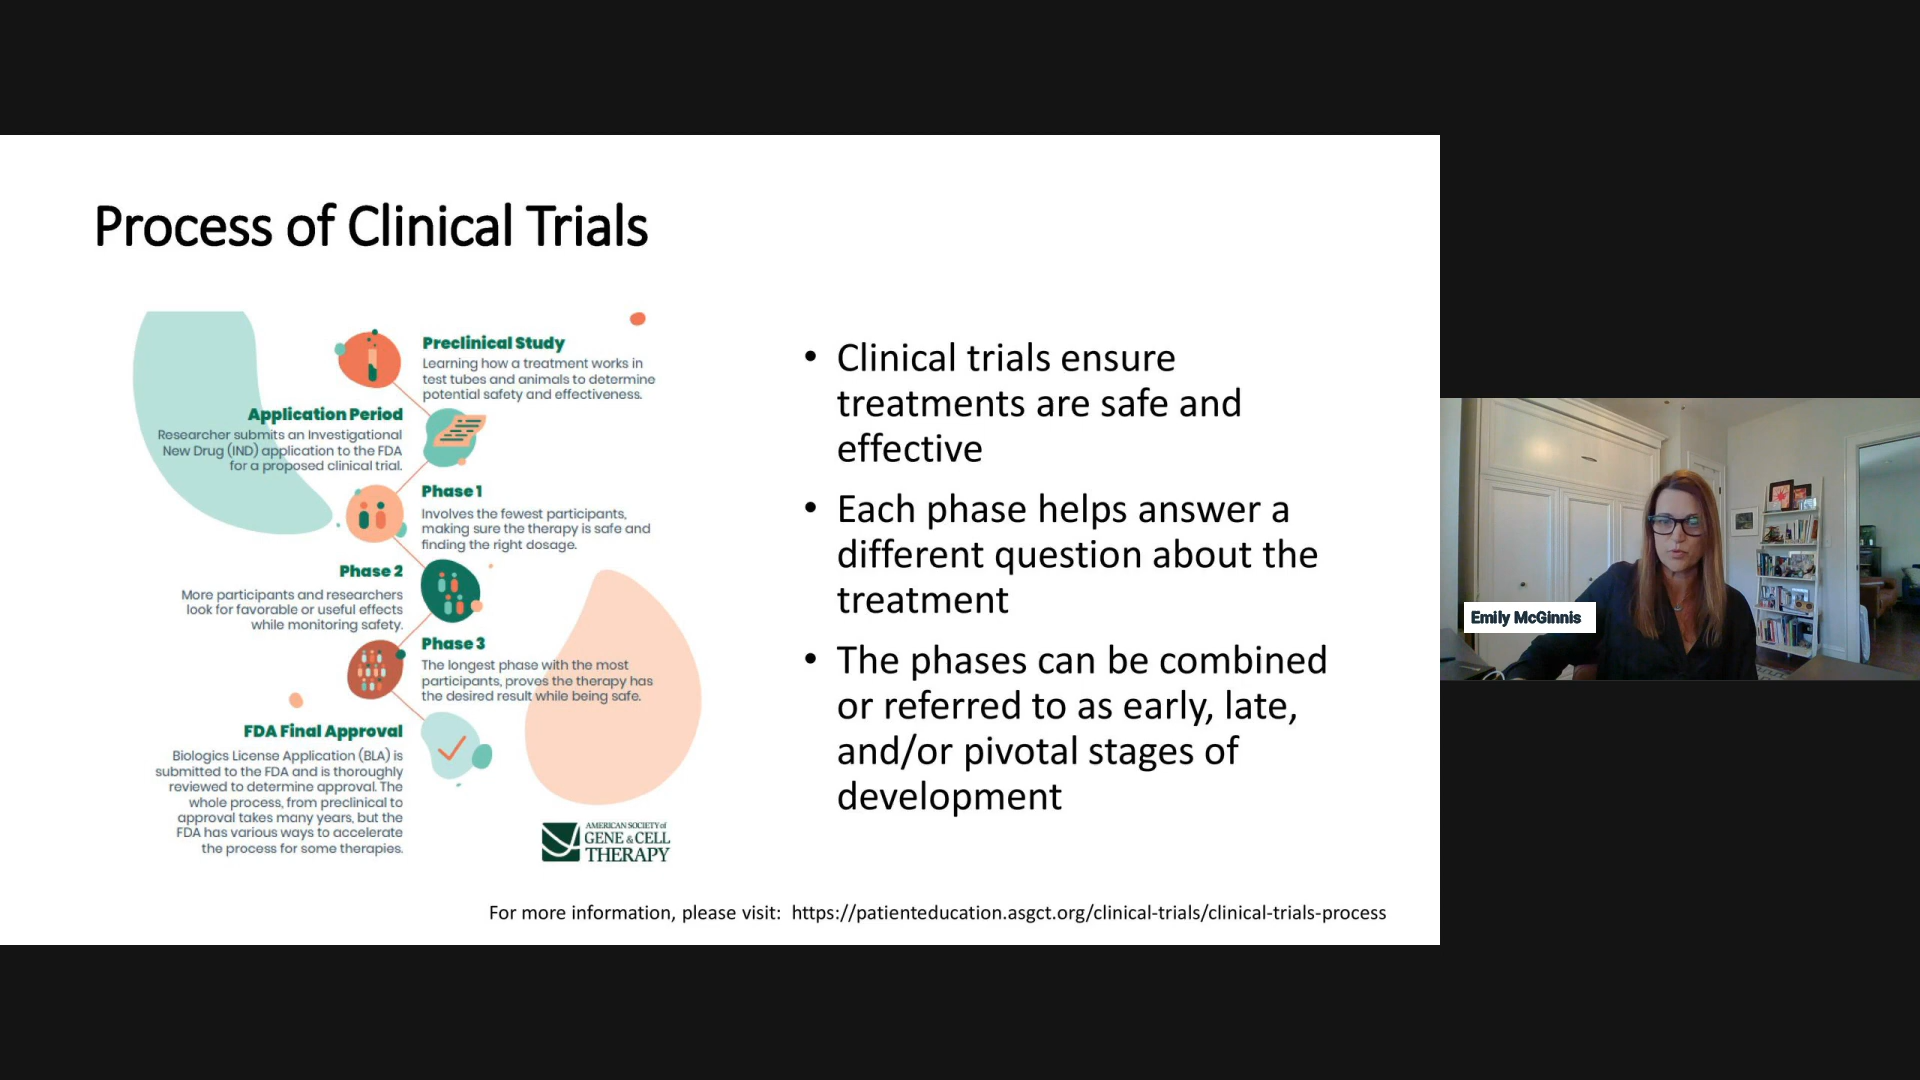 Process of Clinical Trials
Preclinical Study
Learning how a treatment works in
test tubes and animals to determine
potential safety and effectiveness.
Application Period
Researcher submits an Investigational
New Drug (IND) application to the FDA
for a proposed clinical trial.
Phase 1
Involves the fewest participants,
making sure the therapy is safe and
finding the right dosage.
Phase 2
More participants and researchers
look for favorable or useful effects
while monitoring safety.
Phase 3
The longest phase with the most
participants, proves the therapy has
the desired result while being safe.
FDA Final Approval
Biologics License Application (BLA) is
submitted to the FDA and is thoroughly
reviewed to determine approval. The
whole process, from preclinical to
approval takes many years, but the
FDA has various ways to accelerate
the process for some therapies.
AMERICAN SOCIETY of
GENE & CELL
THERAPY
• Clinical trials ensure
treatments are safe and
effective
• Each phase helps answer a
different question about the
treatment
• The phases can be combined
or referred to as early, late,
and/or pivotal stages of
development
For more information, please visit: https://patienteducation.asgct.org/clinical-trials/clinical-trials-process
Emily McGinnis